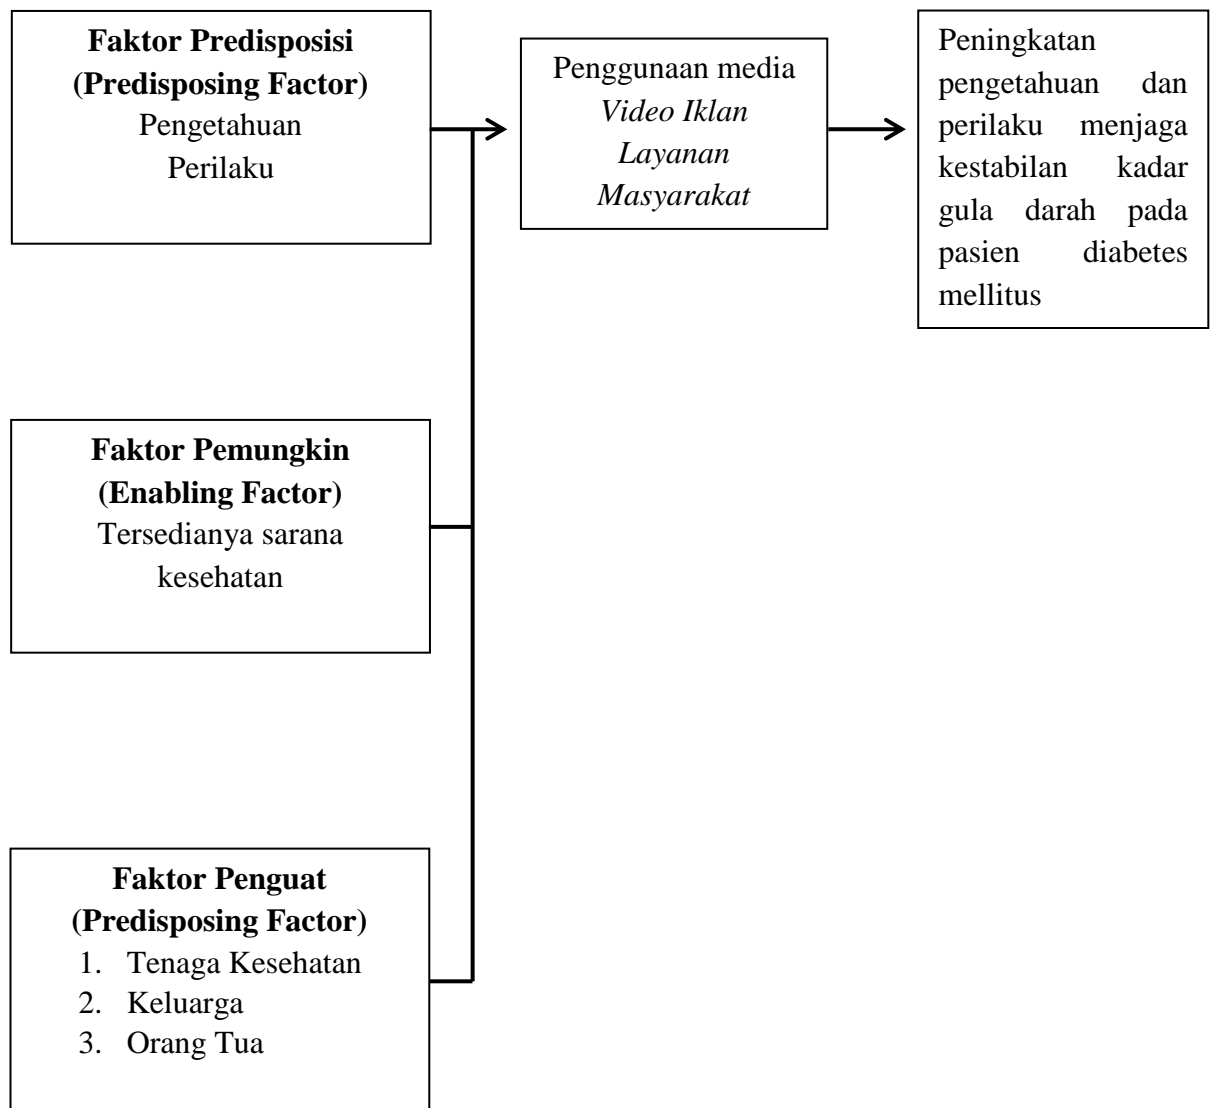 Faktor Predisposisi
(Predisposing Factor)
Pengetahuan
Perilaku
Penggunaan media
Video Iklan
Layanan
Masyarakat
Peningkatan
pengetahuan dan
perilaku menjaga
kestabilan kadar
gula darah pada
pasien diabetes
mellitus
Faktor Pemungkin
(Enabling Factor)
Tersedianya sarana
kesehatan
Faktor Penguat
(Predisposing Factor)
1. Tenaga Kesehatan
2. Keluarga
3. Orang Tua